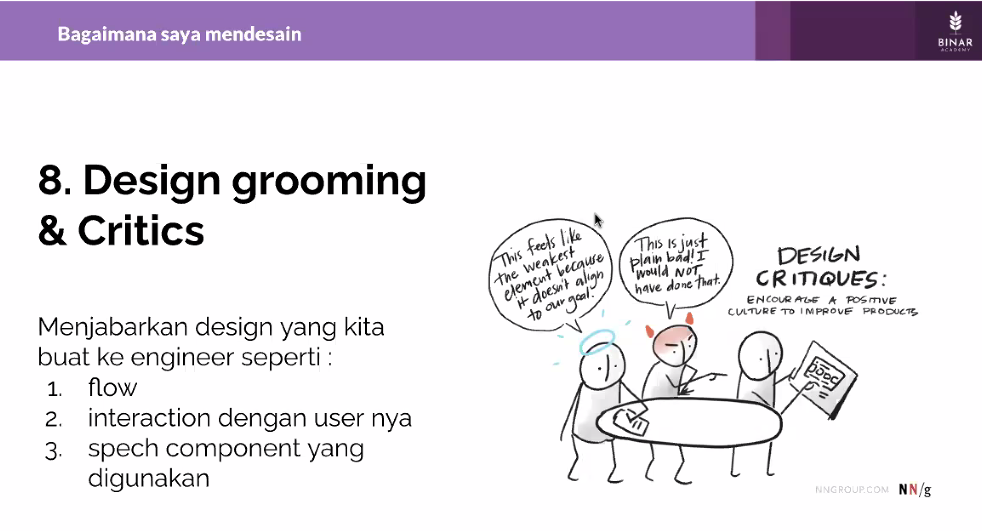 Bagaimana saya mendesain
BINAR
ACADEMY
8. Design grooming
& Critics
Menjabarkan design yang kita
buat ke engineer seperti :
1. flow
2. interaction dengan user nya
3. spech component yang
digunakan
This feels like
the weakest
element because
it doesn't align
to our goal.
This is just
plain bad! I
would NOT
have done that.
DESIGN
CRITIQUES:
ENCOURAGE A POSITIVE
CULTURE TO IMPROVE PRODUCTS
NNGROUP.COM NN/g